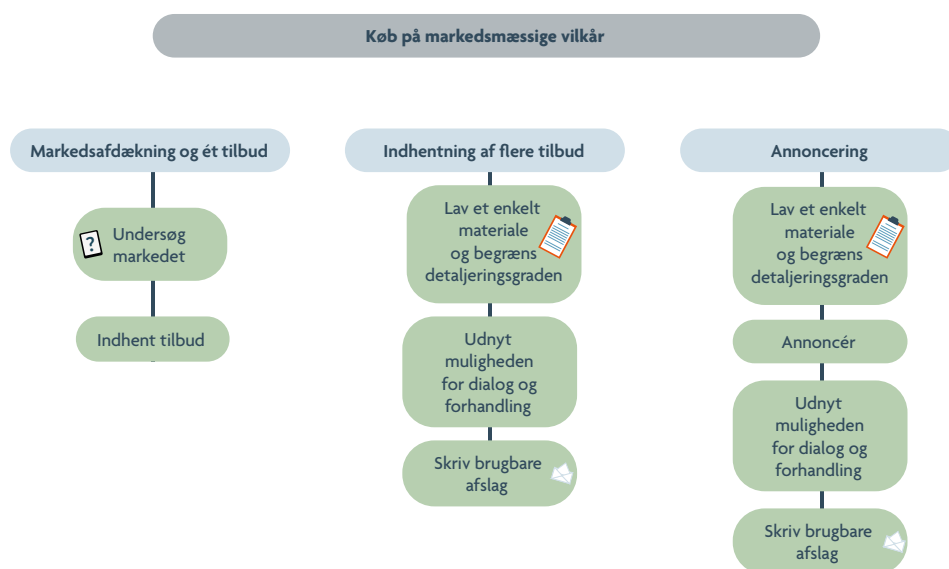 Køb på markedsmæssige vilkår
Markedsafdækning og ét tilbud
?
Undersøg
markedet
Indhent tilbud
Indhentning af flere tilbud
Lav et enkelt
materiale
og begræns
detaljeringsgraden
Udnyt
muligheden
for dialog og
forhandling
Skriv brugbare
afslag
Annoncering
Lav et enkelt
materiale
og begræns
detaljeringsgraden
Annoncér
Udnyt
muligheden
for dialog og
forhandling
Skriv brugbare
afslag